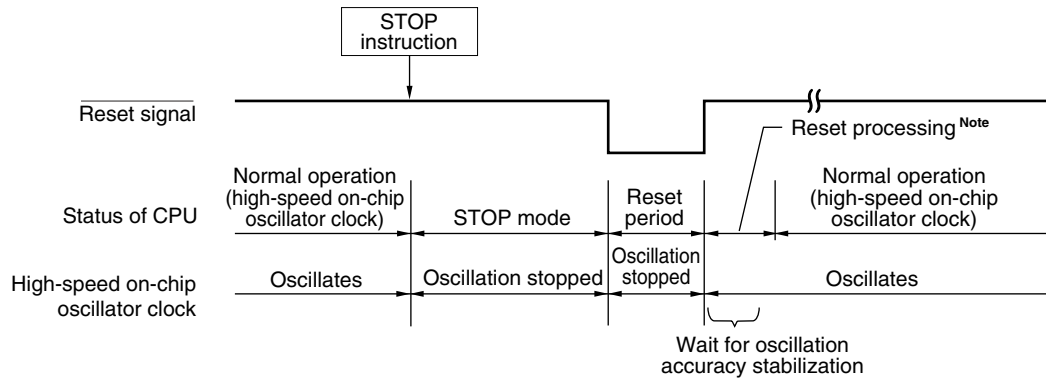 STOP
instruction
Reset signal
Reset processing Note
Status of CPU
Normal operation
(high-speed on-chip
oscillator clock)
STOP mode
Reset
period
Normal operation
(high-speed on-chip
oscillator clock)
High-speed on-chip
oscillator clock
Oscillates
Oscillation stopped
Oscillation
stopped
Oscillates
Wait for oscillation
accuracy stabilization